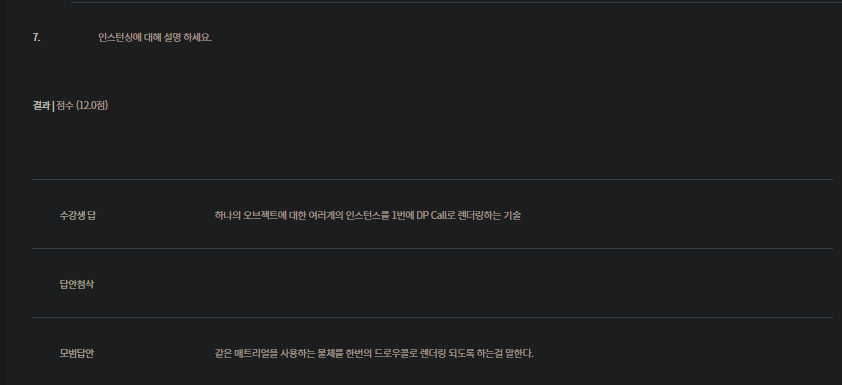 7. 인스턴싱에 대해 설명 하세요.
결과 | 점수 (12.0점)
수강생 답 하나의 오브젝트에 대한 여러개의 인스턴스를 1번에 DP Call로 렌더링하는 기술
답안첨삭
모범답안 같은 매트리얼을 사용하는 물체를 한번의 드로우콜로 렌더링 되도록 하는걸 말한다.